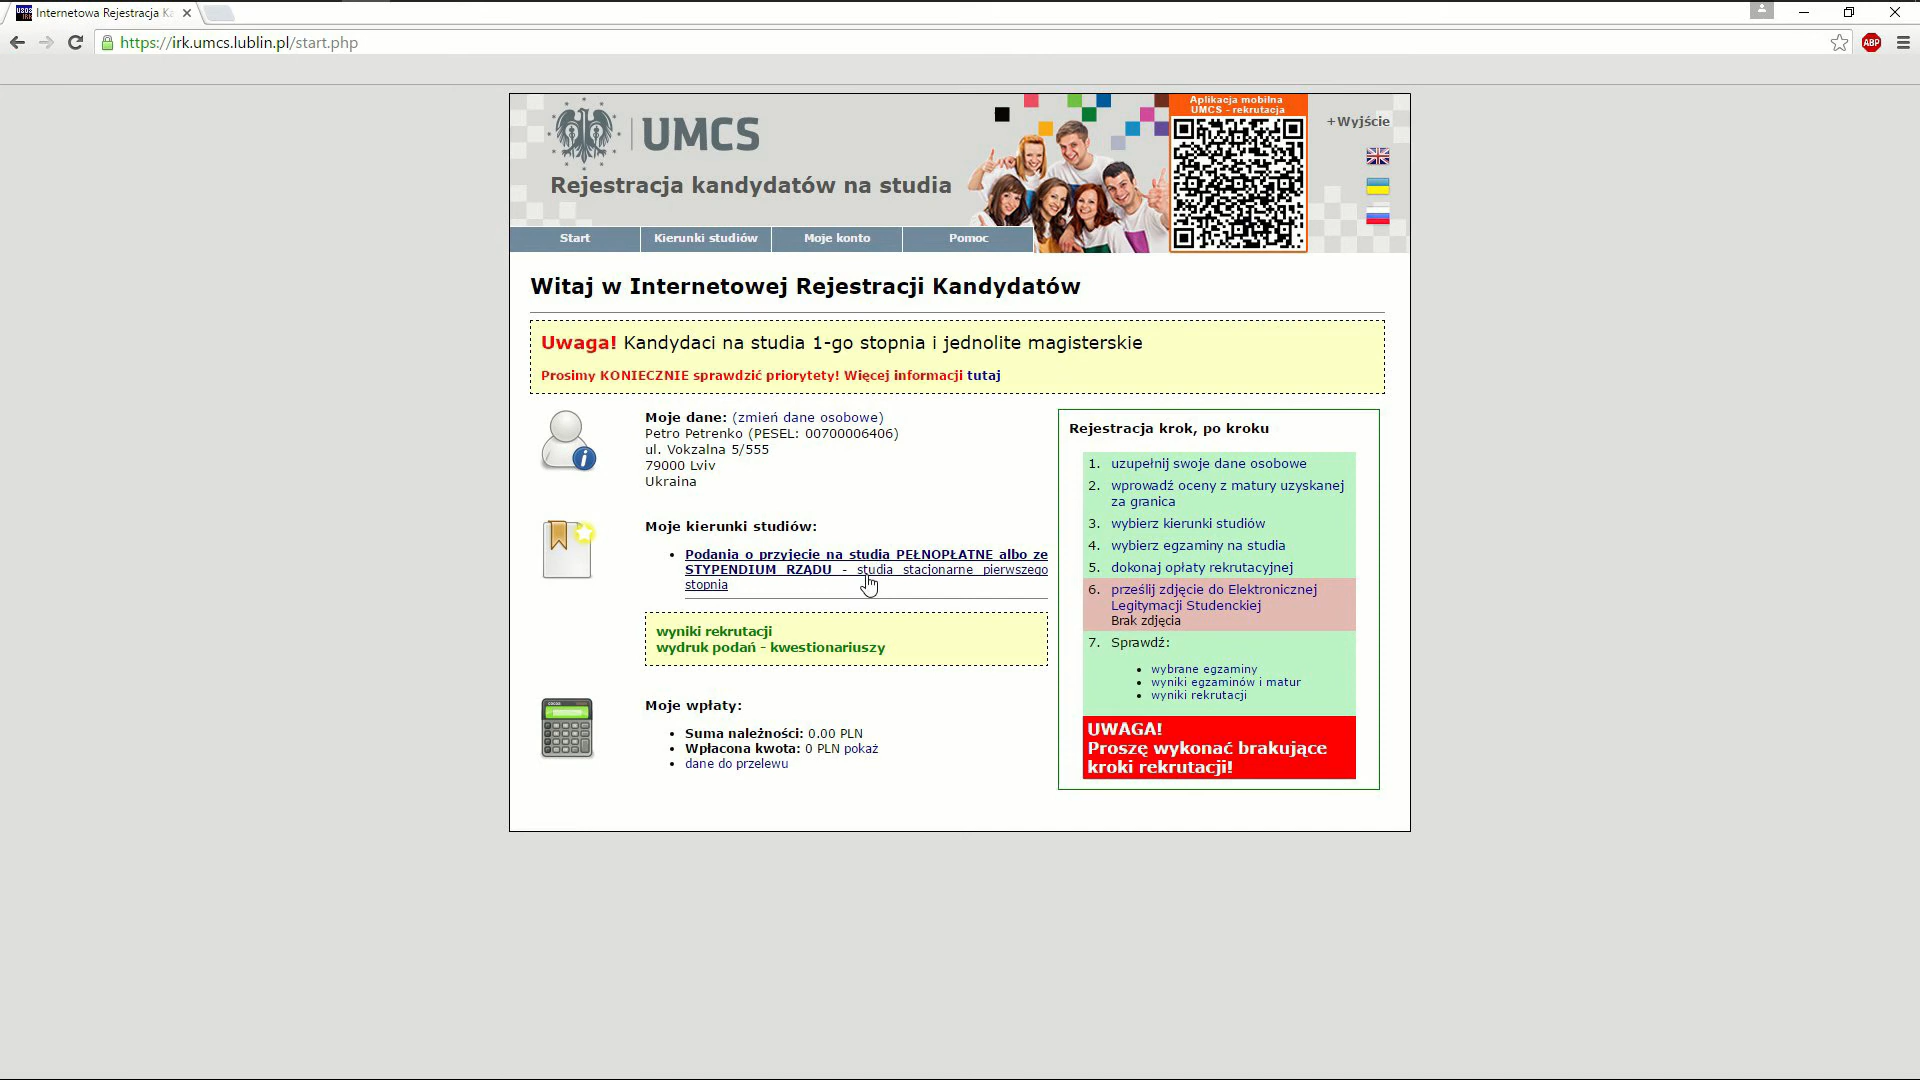 Internetowa Rejestracja Ka
https://irk.umcs.lublin.pl/start.php
ABP
UMCS
Rejestracja kandydatów na studia
Aplikacja mobilna
UMCS - rekrutacja
+Wyjście
Start
Kierunki studiów
Moje konto
Pomoc
Witaj w Internetowej Rejestracji Kandydatów
Uwaga! Kandydaci na studia 1-go stopnia i jednolite magisterskie
Prosimy KONIECZNIE sprawdzić priorytety! Więcej informacji tutaj
Moje dane: (zmień dane osobowe)
Petro Petrenko (PESEL: 00700006406)
ul. Vokzalna 5/555
79000 Lviv
Ukraina
Moje kierunki studiów:
Podania o przyjęcie na studia PEŁNOPŁATNE albo ze
STYPENDIUM RZĄDU - studia stacjonarne pierwszego
stopnia
wyniki rekrutacji
wydruk podań - kwestionariuszy
Moje wpłaty:
Suma należności: 0.00 PLN
Wpłacona kwota: 0 PLN pokaż
dane do przelewu
Rejestracja krok, po kroku
1. uzupełnij swoje dane osobowe
2. wprowadź oceny z matury uzyskanej
za granica
3. wybierz kierunki studiów
4. wybierz egzaminy na studia
5. dokonaj opłaty rekrutacyjnej
6. prześlij zdjęcie do Elektronicznej
Legitymacji Studenckiej
Brak zdjęcia
7. Sprawdź:
wybrane egzaminy
wyniki egzaminów i matur
wyniki rekrutacji
UWAGA!
Proszę wykonać brakujące
kroki rekrutacji!